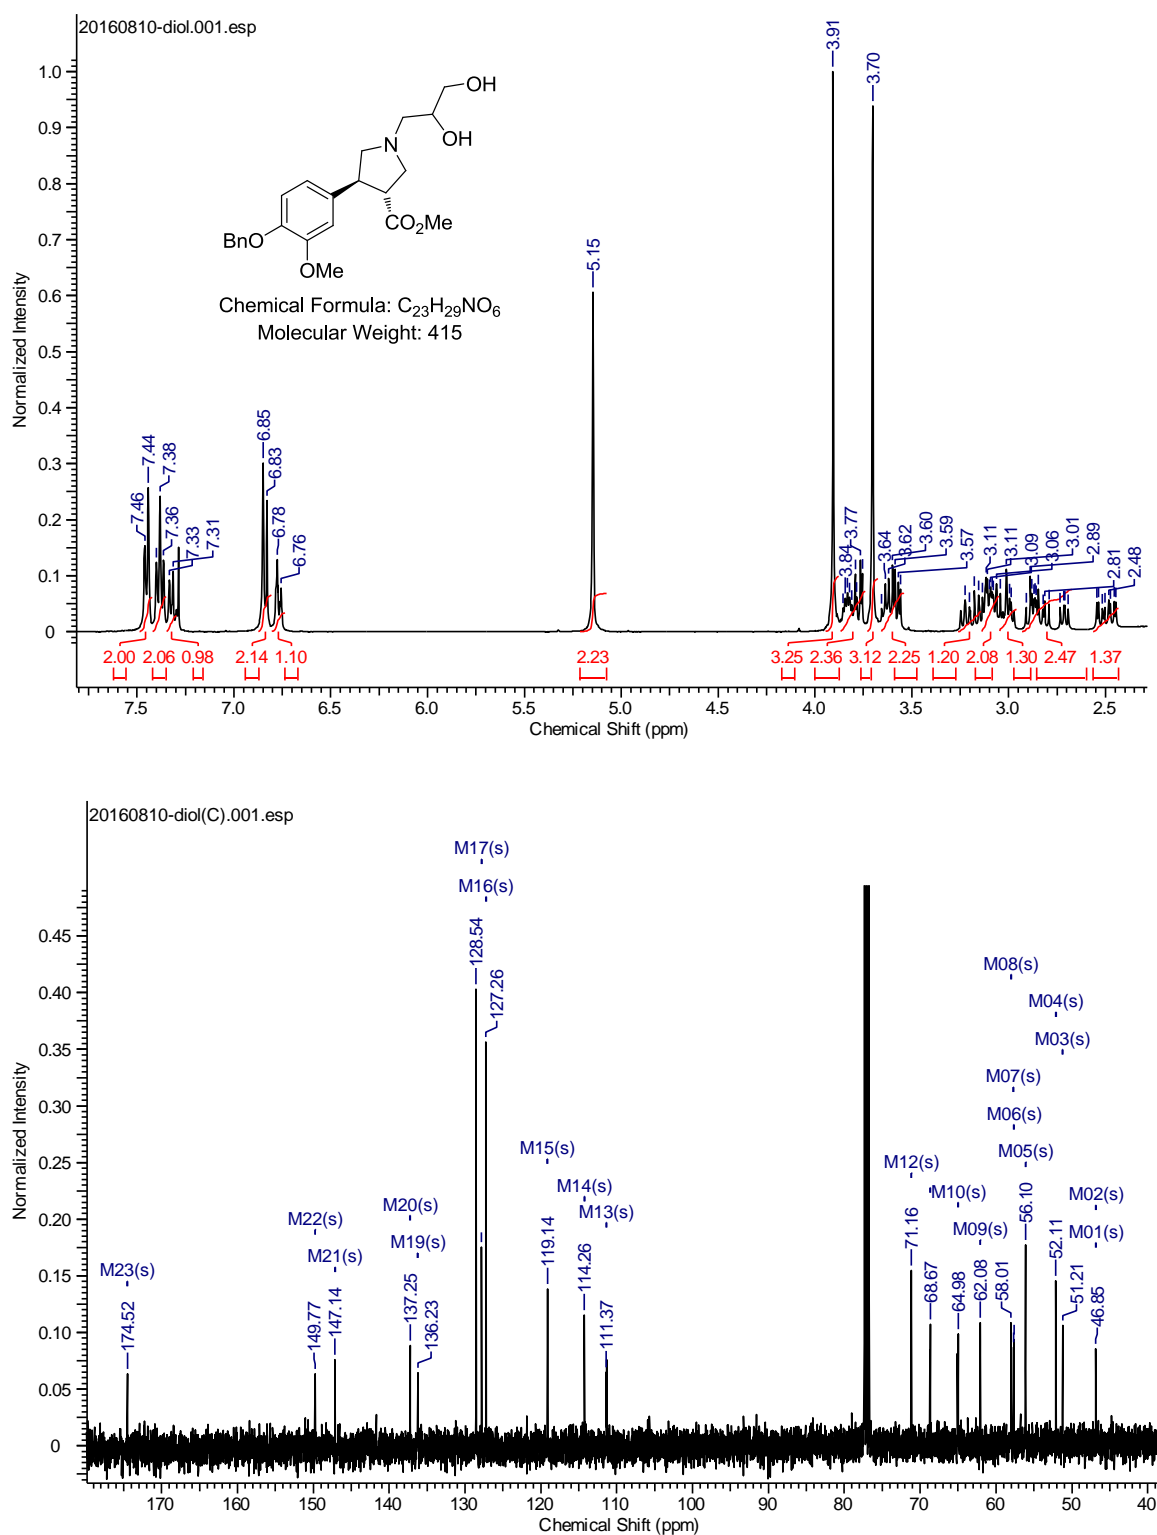 20160810-diol.001.esp
OH
OH
N
CO2Me
BnO
OMe
Chemical Formula: C23H29NO6
Molecular Weight: 415
Normalized Intensity
1.0
0.9
0.8
0.7
0.6
0.5
0.4
0.3
0.2
0.1
0
7.46
7.44
7.38
7.36
7.33
7.31
6.85
6.83
6.78
6.76
5.15
3.91
3.84
3.77
3.70
3.64
3.62
3.60
3.59
3.57
3.11
3.11
3.09
3.06
3.01
2.89
2.81
2.48
2.00 2.06 0.98 2.14 1.10 2.23 3.25 2.36 3.12 2.25 1.20 2.08 1.30 2.47 1.37
7.5 7.0 6.5 6.0 5.5 5.0 4.5 4.0 3.5 3.0 2.5
Chemical Shift (ppm)
20160810-diol(C).001.esp
Normalized Intensity
0.45
0.40
0.35
0.30
0.25
0.20
0.15
0.10
0.05
0
M23(s)
174.52
M22(s)
149.77
M21(s)
147.14
M20(s)
137.25
M19(s)
136.23
M17(s)
128.54
M16(s)
127.26
M15(s)
119.14
M14(s)
114.26
M13(s)
111.37
M12(s)
71.16
68.67
M10(s)
64.98
M09(s)
62.08
M08(s)
58.01
M07(s)
M06(s)
M05(s)
56.10
M04(s)
52.11
M03(s)
51.21
M02(s)
M01(s)
46.85
170 160 150 140 130 120 110 100 90 80 70 60 50 40
Chemical Shift (ppm)